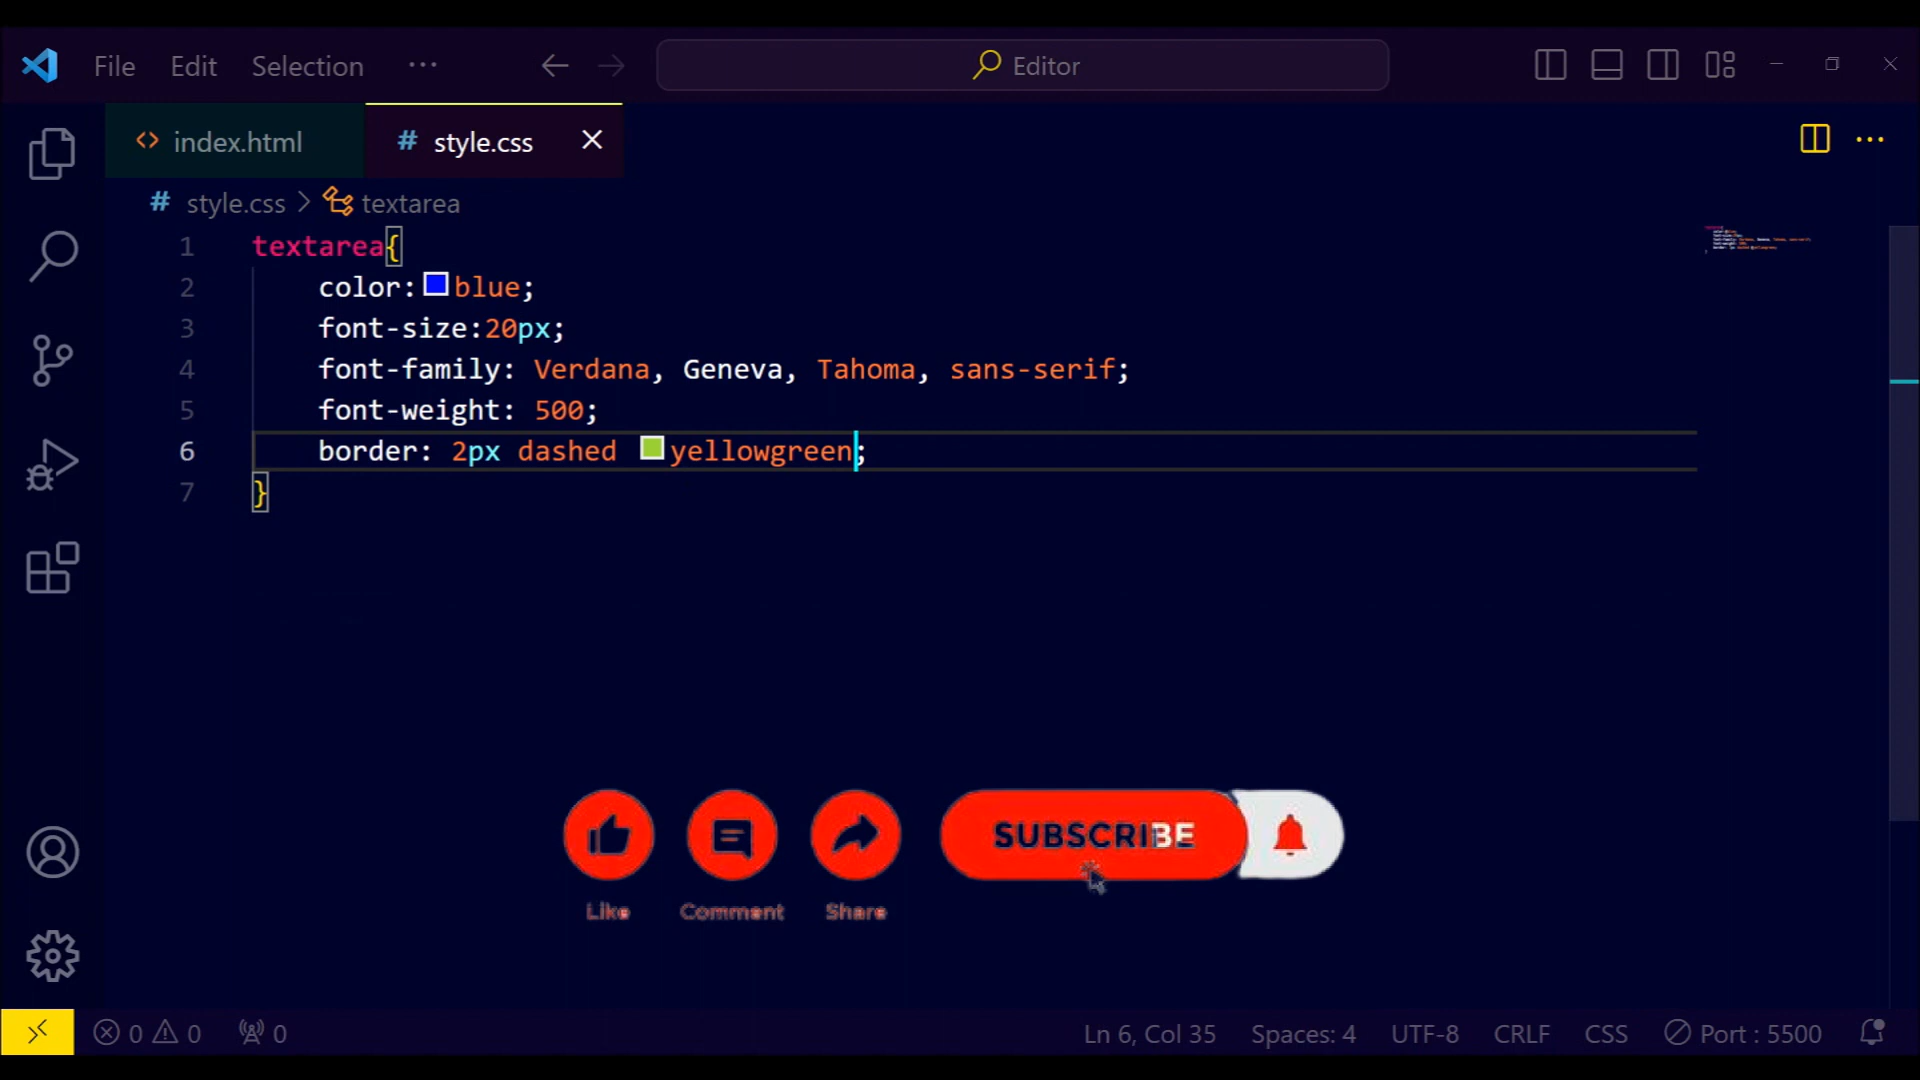 File Edit Selection ··· Editor
index.html # style.css
# style.css > textarea
1 textarea{
2 color: blue;
3 font-size:20px;
4 font-family: Verdana, Geneva, Tahoma, sans-serif;
5 font-weight: 500;
6 border: 2px dashed yellowgreen;
7 }
SUBSCRIBE
Like Comment Share
0 0 0 Ln 6, Col 35 Spaces: 4 UTF-8 CRLF CSS Port : 5500